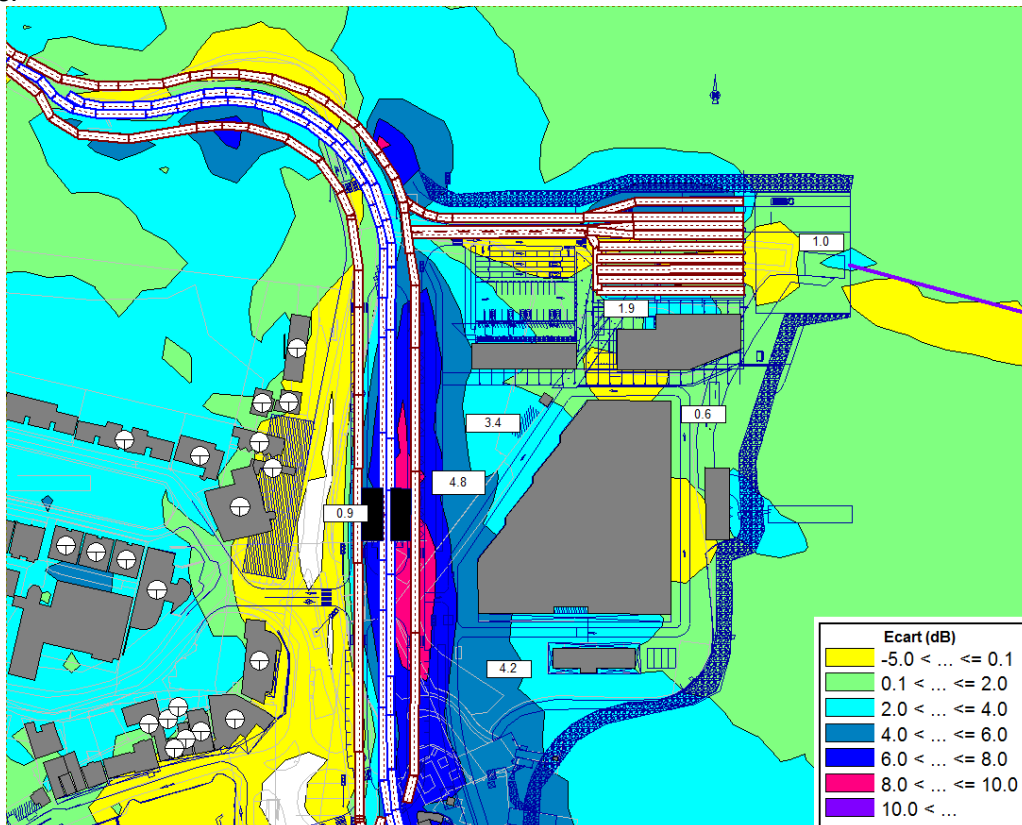 1.0
1.9
3.4
0.6
4.8
0.9
4.2
Ecart (dB)
-5.0 < ... <= 0.1
0.1 < ... <= 2.0
2.0 < ... <= 4.0
4.0 < ... <= 6.0
6.0 < ... <= 8.0
8.0 < ... <= 10.0
10.0 < ...